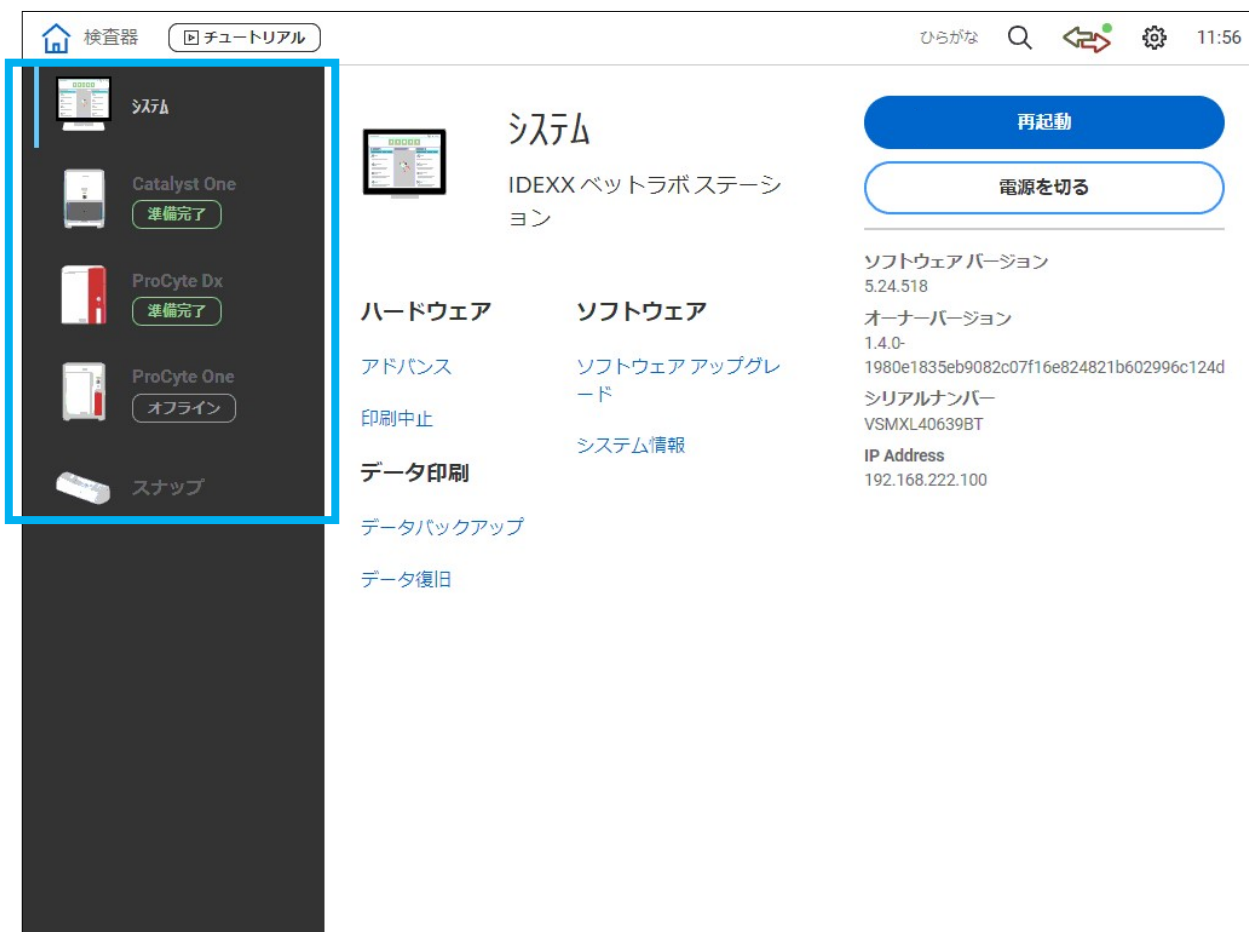 検査器
チュートリアル
ひらがな
11:56
ｼｽﾃﾑ
Catalyst One
準備完了
ProCyte Dx
準備完了
ProCyte One
オフライン
スナップ
ｼｽﾃﾑ
IDEXX ベットラボ ステーシ
ョン
ハードウェア
アドバンス
印刷中止
データ印刷
データバックアップ
データ復旧
ソフトウェア
ソフトウェア アップグレ
ード
システム情報
再起動
電源を切る
ソフトウェア バージョン
5.24.518
オーナーバージョン
1.4.0-
1980e1835eb9082c07f16e824821b602996c124d
シリアルナンバー
VSMXL40639BT
IP Address
192.168.222.100